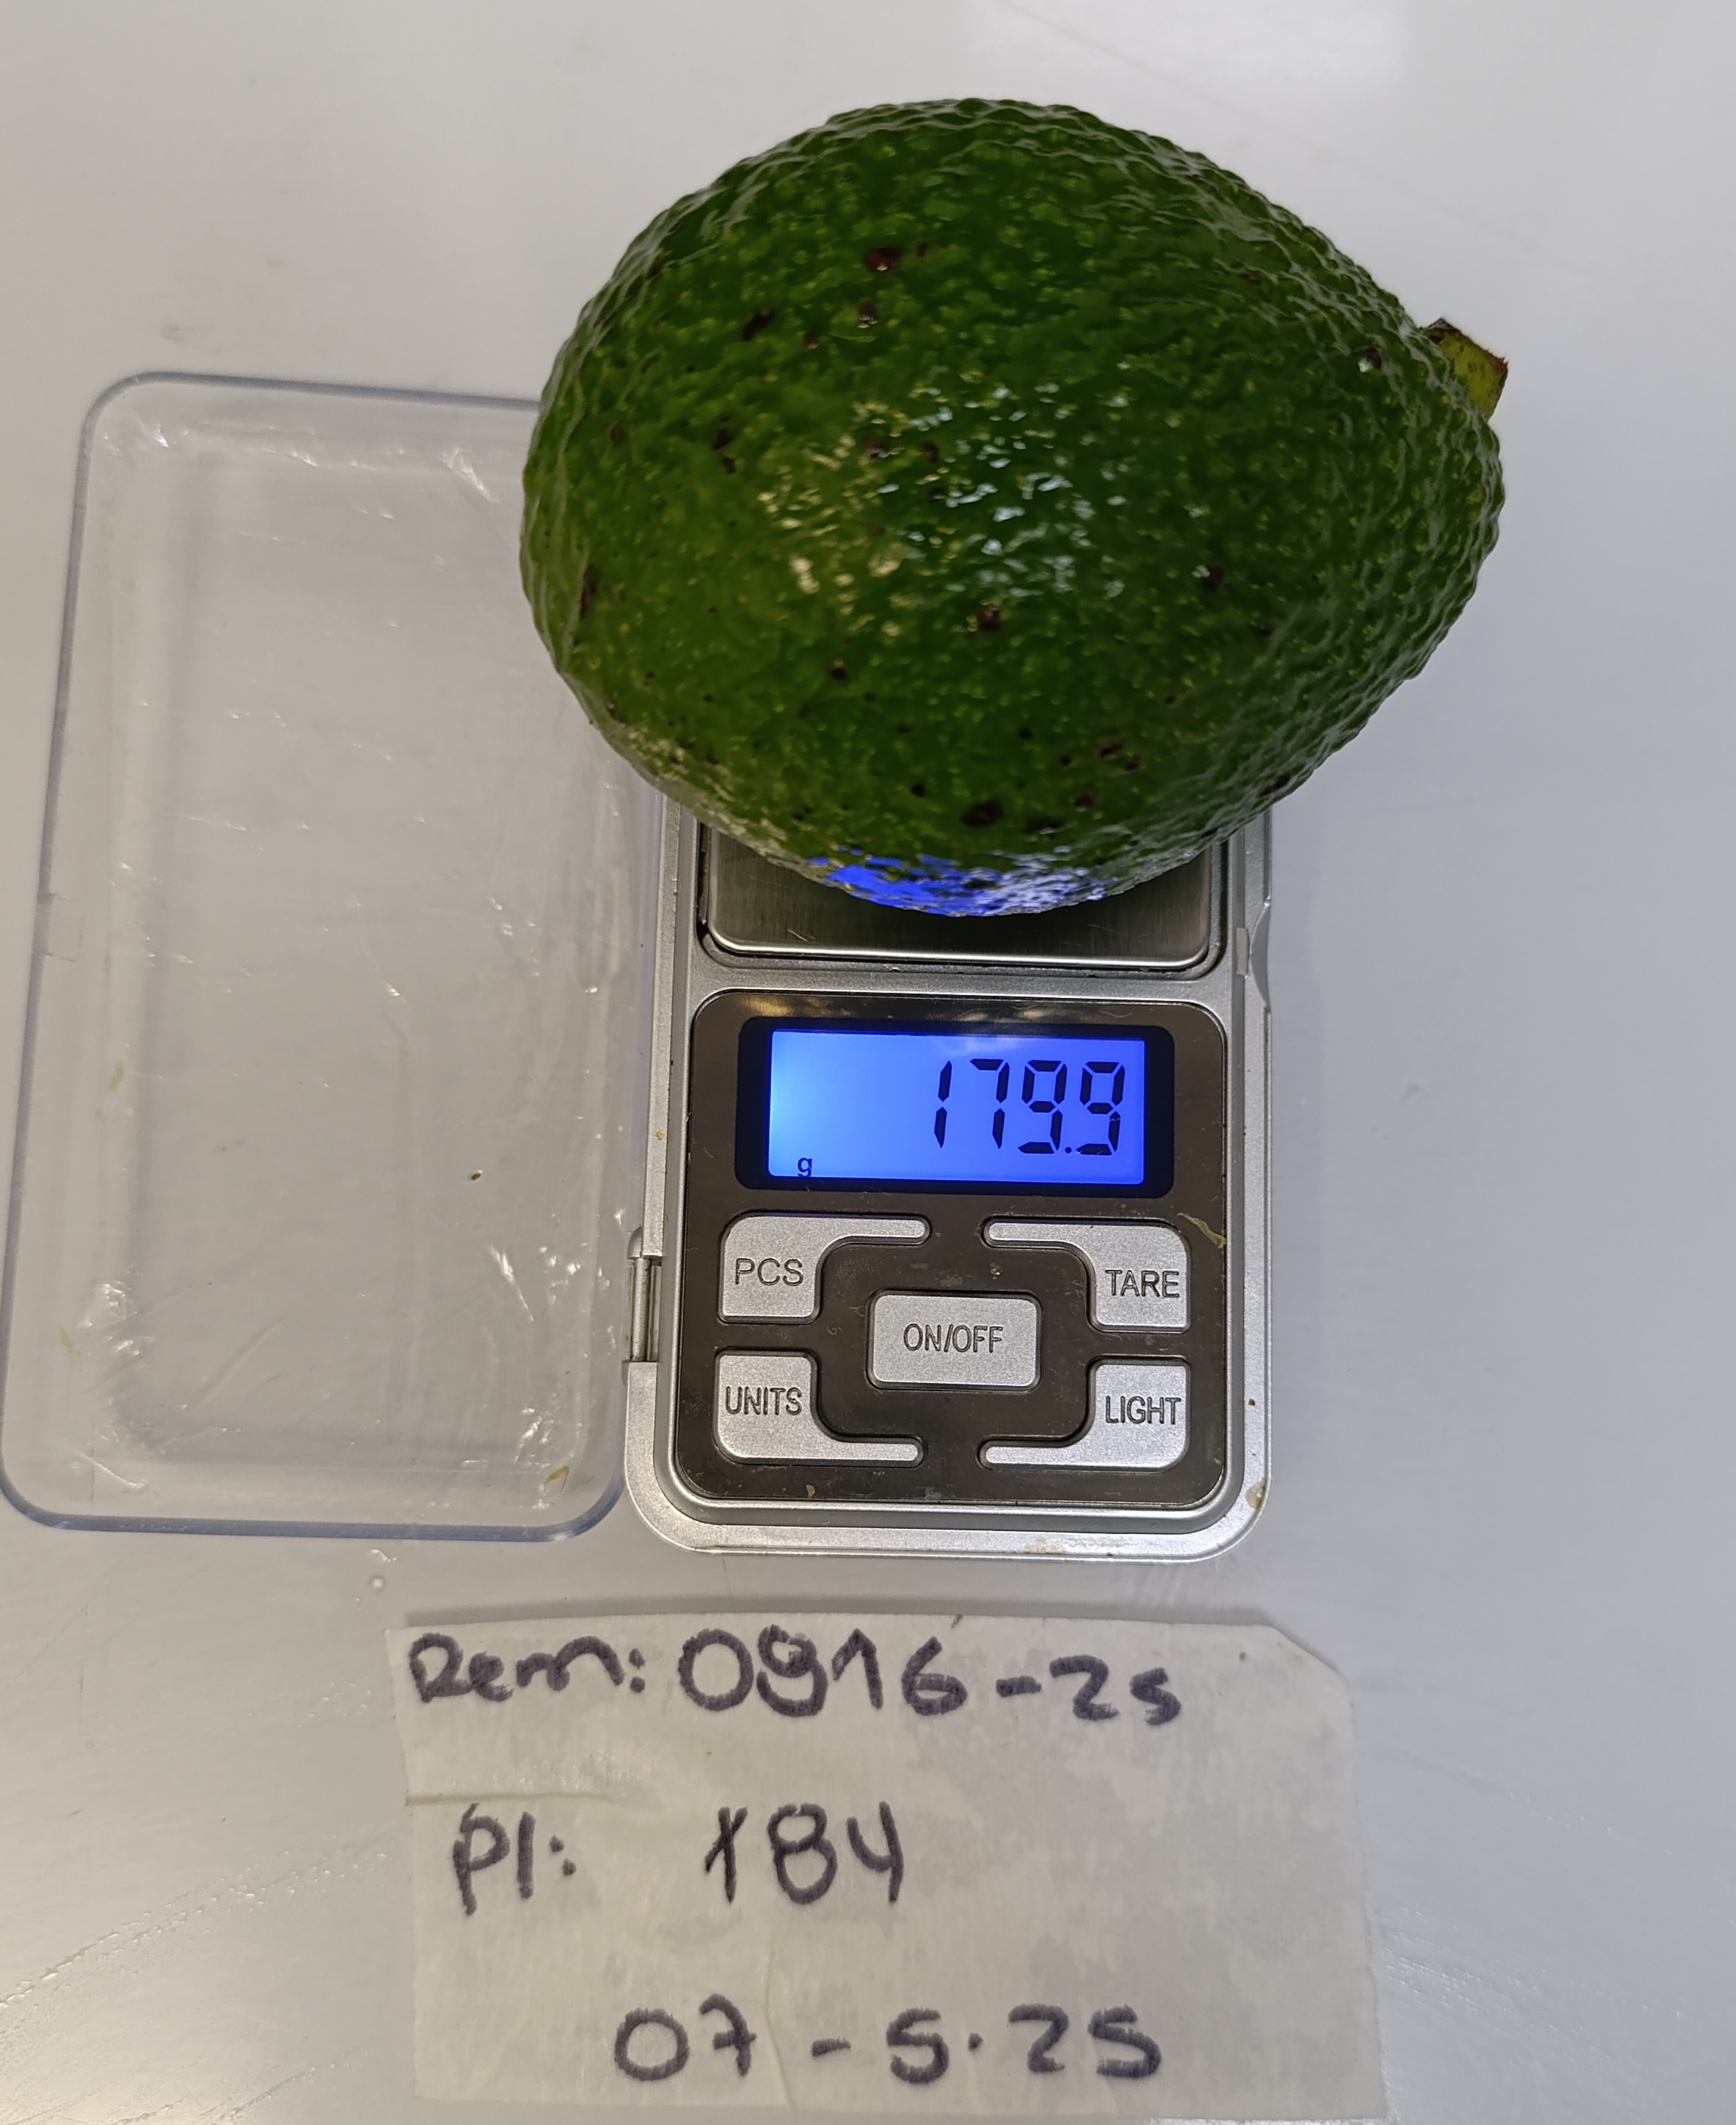 179.9
g
PCS
TARE
ON/OFF
UNITS
LIGHT
Rem: 0916-25
Pl: 184
07-5.25